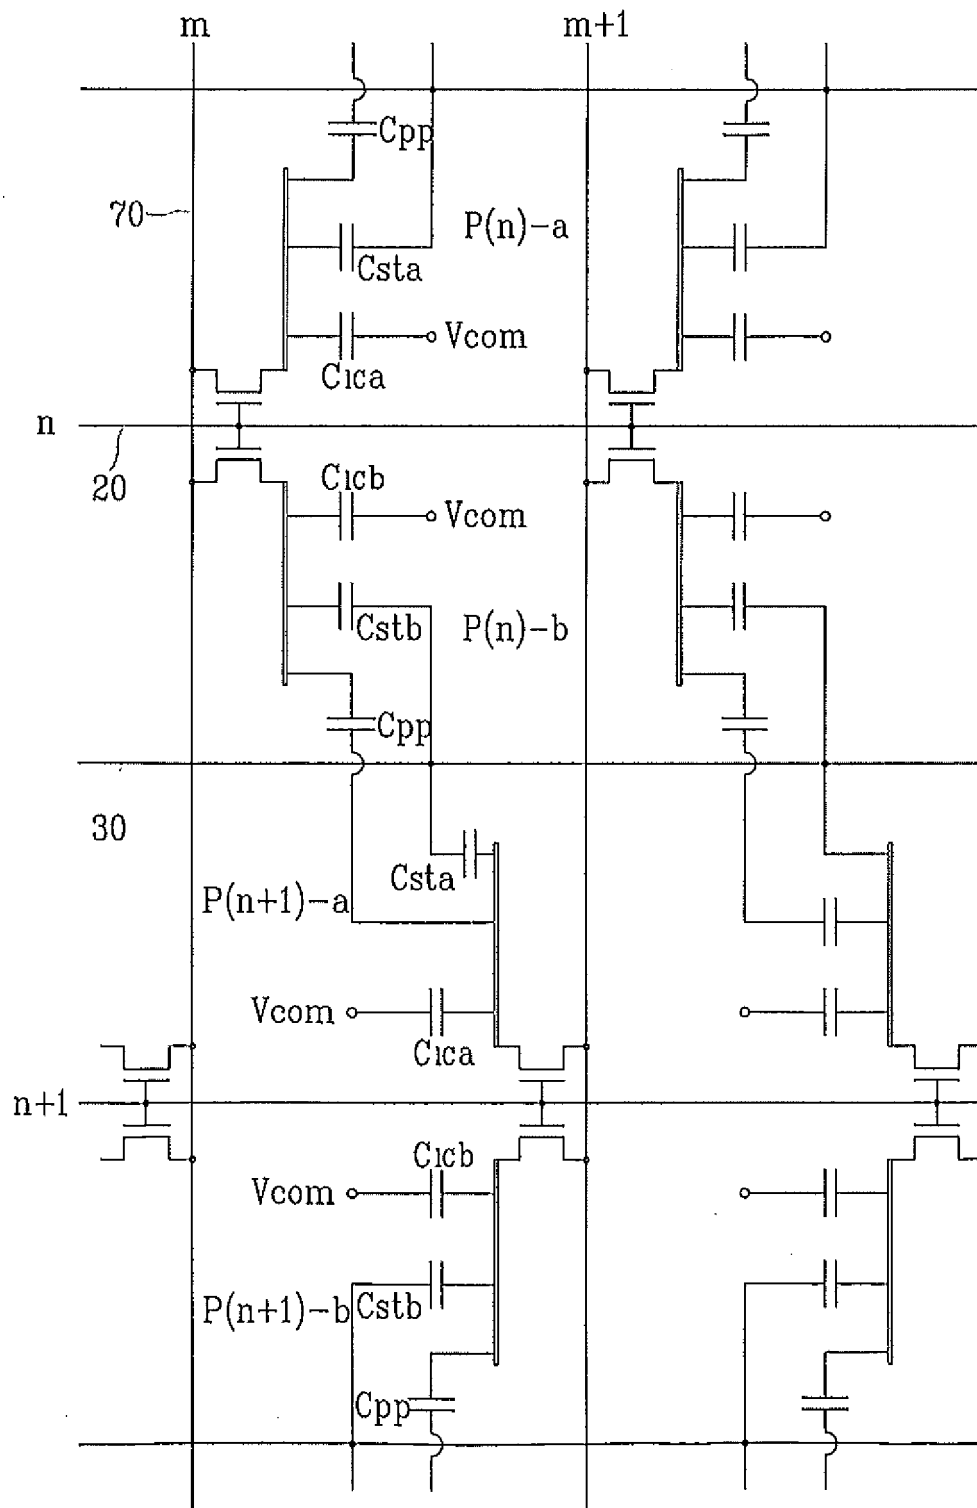 m
m+1
Cpp
70
P(n)-a
Csta
Vcom
Clca
n
20
Clcb
Vcom
Cstb
P(n)-b
Cpp
30
Csta
P(n+1)-a
Vcom
Clca
n+1
Clcb
Vcom
P(n+1)-b
Cstb
Cpp